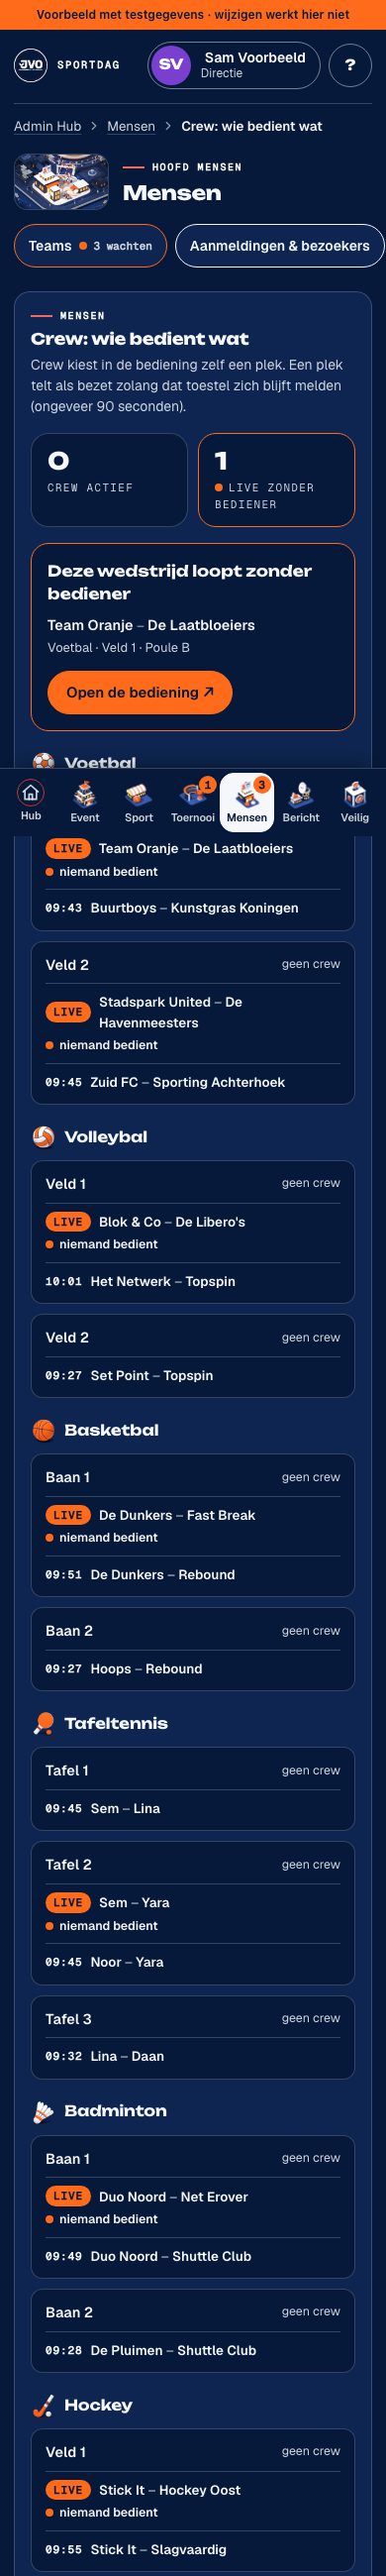 Voorbeeld met testgegevens · wijzigen werkt hier niet
JVO SPORTDAG
SV Sam Voorbeeld
Directie
?
Admin Hub > Mensen > Crew: wie bedient wat
HOOFD MENSEN
Mensen
Teams 3 wachten
Aanmeldingen & bezoekers
MENSEN
Crew: wie bedient wat
Crew kiest in de bediening zelf een plek. Een plek
telt als bezet zolang dat toestel zich blijft melden
(ongeveer 90 seconden).
0
CREW ACTIEF
1
LIVE ZONDER
BEDIENER
Deze wedstrijd loopt zonder
bediener
Team Oranje – De Laatbloeiers
Voetbal · Veld 1 · Poule B
Open de bediening ↗
Voetbal
Hub
Event
Sport
1
Toernooi
3
Mensen
Bericht
Veilig
LIVE Team Oranje – De Laatbloeiers
niemand bedient
09:43 Buurtboys – Kunstgras Koningen
Veld 2 geen crew
LIVE Stadspark United – De
Havenmeesters
niemand bedient
09:45 Zuid FC – Sporting Achterhoek
Volleybal
Veld 1 geen crew
LIVE Blok & Co – De Libero's
niemand bedient
10:01 Het Netwerk – Topspin
Veld 2 geen crew
09:27 Set Point – Topspin
Basketbal
Baan 1 geen crew
LIVE De Dunkers – Fast Break
niemand bedient
09:51 De Dunkers – Rebound
Baan 2 geen crew
09:27 Hoops – Rebound
Tafeltennis
Tafel 1 geen crew
09:45 Sem – Lina
Tafel 2 geen crew
LIVE Sem – Yara
niemand bedient
09:45 Noor – Yara
Tafel 3 geen crew
09:32 Lina – Daan
Badminton
Baan 1 geen crew
LIVE Duo Noord – Net Erover
niemand bedient
09:49 Duo Noord – Shuttle Club
Baan 2 geen crew
09:28 De Pluimen – Shuttle Club
Hockey
Veld 1 geen crew
LIVE Stick It – Hockey Oost
niemand bedient
09:55 Stick It – Slagvaardig